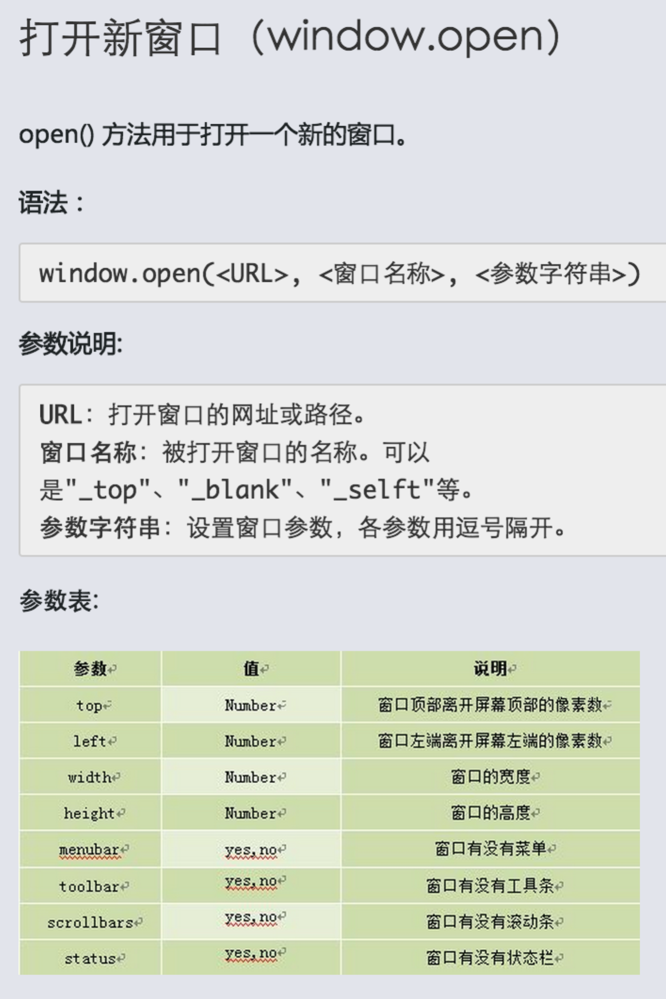 打开新窗口（window.open）
open() 方法用于打开一个新的窗口。
语法：
window.open(<URL>, <窗口名称>, <参数字符串>)
参数说明:
URL：打开窗口的网址或路径。
窗口名称：被打开窗口的名称。可以
是"_top"、"_blank"、"_selft"等。
参数字符串：设置窗口参数，各参数用逗号隔开。
参数表:
参数 值 说明
top Number 窗口顶部离开屏幕顶部的像素数
left Number 窗口左端离开屏幕左端的像素数
width Number 窗口的宽度
height Number 窗口的高度
menubar yes,no 窗口有没有菜单
toolbar yes,no 窗口有没有工具条
scrollbars yes,no 窗口有没有滚动条
status yes,no 窗口有没有状态栏